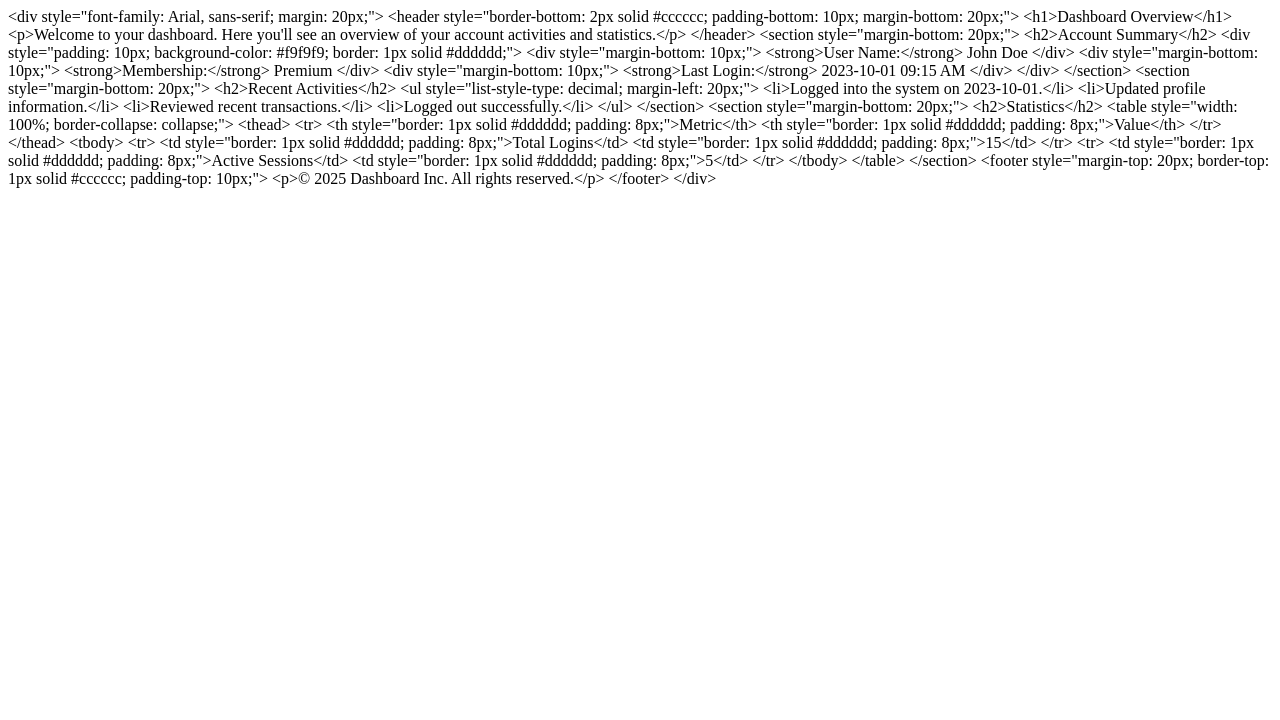 <div style="font-family: Arial, sans-serif; margin: 20px;"> <header style="border-bottom: 2px solid #cccccc; padding-bottom: 10px; margin-bottom: 20px;"> <h1>Dashboard Overview</h1>
<p>Welcome to your dashboard. Here you'll see an overview of your account activities and statistics.</p> </header> <section style="margin-bottom: 20px;"> <h2>Account Summary</h2> <div
style="padding: 10px; background-color: #f9f9f9; border: 1px solid #dddddd;"> <div style="margin-bottom: 10px;"> <strong>User Name:</strong> John Doe </div> <div style="margin-bottom:
10px;"> <strong>Membership:</strong> Premium </div> <div style="margin-bottom: 10px;"> <strong>Last Login:</strong> 2023-10-01 09:15 AM </div> </div> </section> <section
style="margin-bottom: 20px;"> <h2>Recent Activities</h2> <ul style="list-style-type: decimal; margin-left: 20px;"> <li>Logged into the system on 2023-10-01.</li> <li>Updated profile
information.</li> <li>Reviewed recent transactions.</li> <li>Logged out successfully.</li> </ul> </section> <section style="margin-bottom: 20px;"> <h2>Statistics</h2> <table style="width:
100%; border-collapse: collapse;"> <thead> <tr> <th style="border: 1px solid #dddddd; padding: 8px;">Metric</th> <th style="border: 1px solid #dddddd; padding: 8px;">Value</th> </tr>
</thead> <tbody> <tr> <td style="border: 1px solid #dddddd; padding: 8px;">Total Logins</td> <td style="border: 1px solid #dddddd; padding: 8px;">15</td> </tr> <tr> <td style="border: 1px
solid #dddddd; padding: 8px;">Active Sessions</td> <td style="border: 1px solid #dddddd; padding: 8px;">5</td> </tr> </tbody> </table> </section> <footer style="margin-top: 20px; border-top:
1px solid #cccccc; padding-top: 10px;"> <p>© 2025 Dashboard Inc. All rights reserved.</p> </footer> </div>